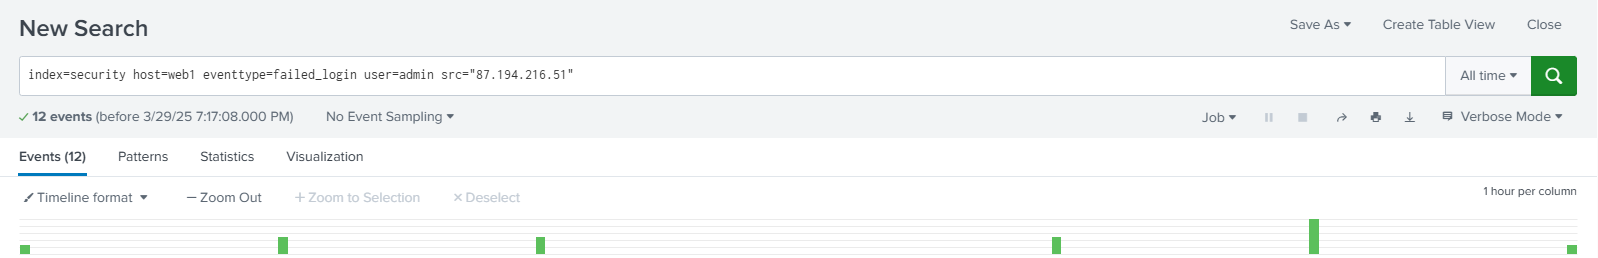 New Search
Save As Create Table View Close
index=security host=web1 eventtype=failed_login user=admin src="87.194.216.51"
All time
12 events (before 3/29/25 7:17:08.000 PM) No Event Sampling
Job Verbose Mode
Events (12) Patterns Statistics Visualization
Timeline format — Zoom Out + Zoom to Selection × Deselect
1 hour per column